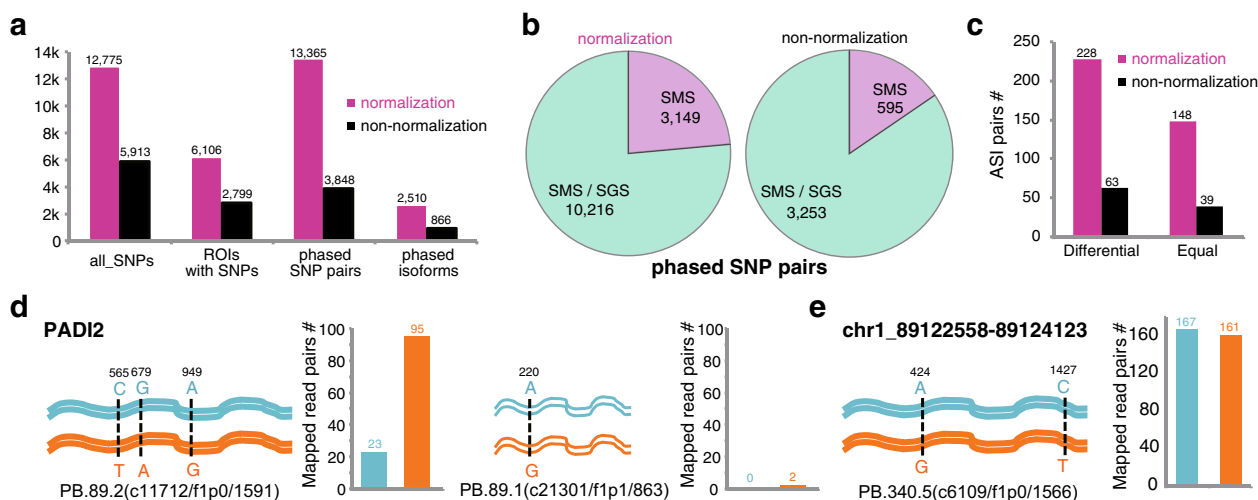 a
14k
12k
10k
8k
6k
4k
2k
0
12,775
5,913
6,106
2,799
13,365
3,848
2,510
866
normalization
non-normalization
all_SNPs
ROIs
with SNPs
phased
SNP pairs
phased
isoforms
b
normalization
non-normalization
SMS
3,149
SMS / SGS
10,216
SMS
595
SMS / SGS
3,253
phased SNP pairs
c
ASI pairs #
250
200
150
100
50
0
228
63
148
39
normalization
non-normalization
Differential
Equal
d
PADI2
565 679 949
C G A
T A G
PB.89.2(c11712/f1p0/1591)
Mapped read pairs #
100
80
60
40
20
0
23
95
220
A
G
PB.89.1(c21301/f1p1/863)
Mapped read pairs #
100
80
60
40
20
0
0
2
e
chr1_89122558-89124123
424 1427
A C
G T
PB.340.5(c6109/f1p0/1566)
Mapped read pairs #
160
120
80
40
0
167
161